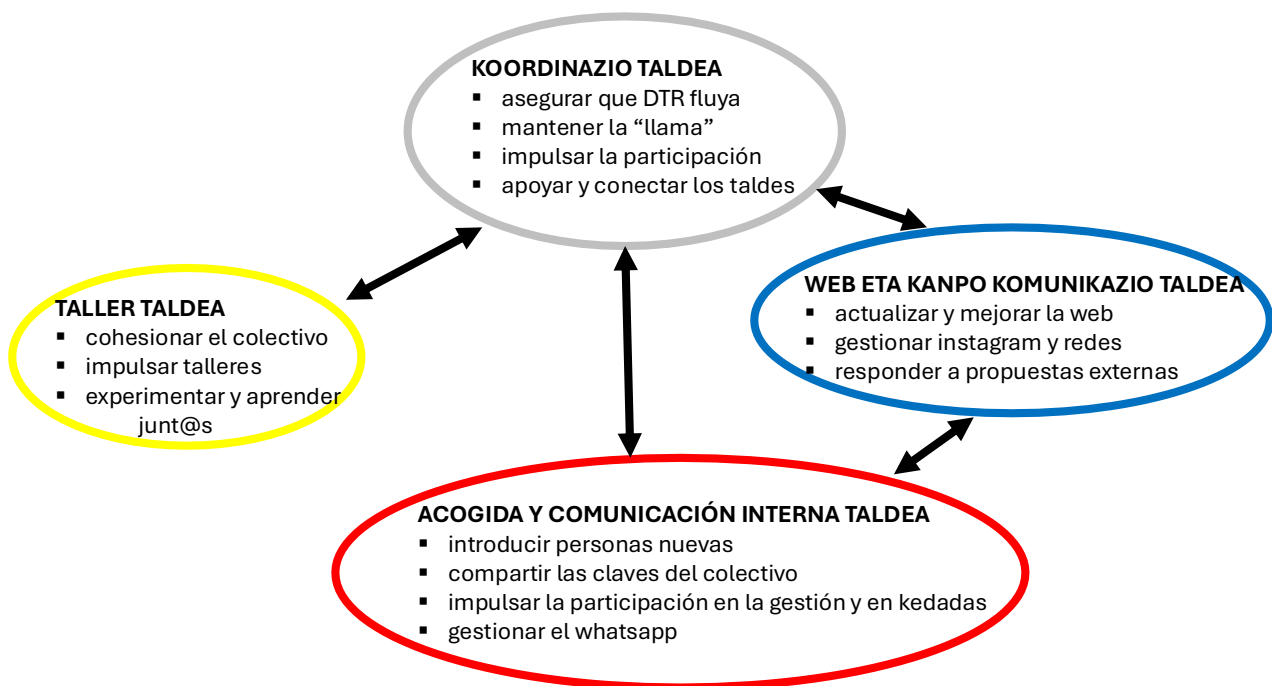 KOORDINAZIO TALDEA
▪ asegurar que DTR fluya
▪ mantener la “llama”
▪ impulsar la participación
▪ apoyar y conectar los taldes
TALLER TALDEA
▪ cohesionar el colectivo
▪ impulsar talleres
▪ experimentar y aprender
junt@s
WEB ETA KANPO KOMUNIKAZIO TALDEA
▪ actualizar y mejorar la web
▪ gestionar instagram y redes
▪ responder a propuestas externas
ACOGIDA Y COMUNICACIÓN INTERNA TALDEA
▪ introducir personas nuevas
▪ compartir las claves del colectivo
▪ impulsar la participación en la gestión y en kedadas
▪ gestionar el whatsapp